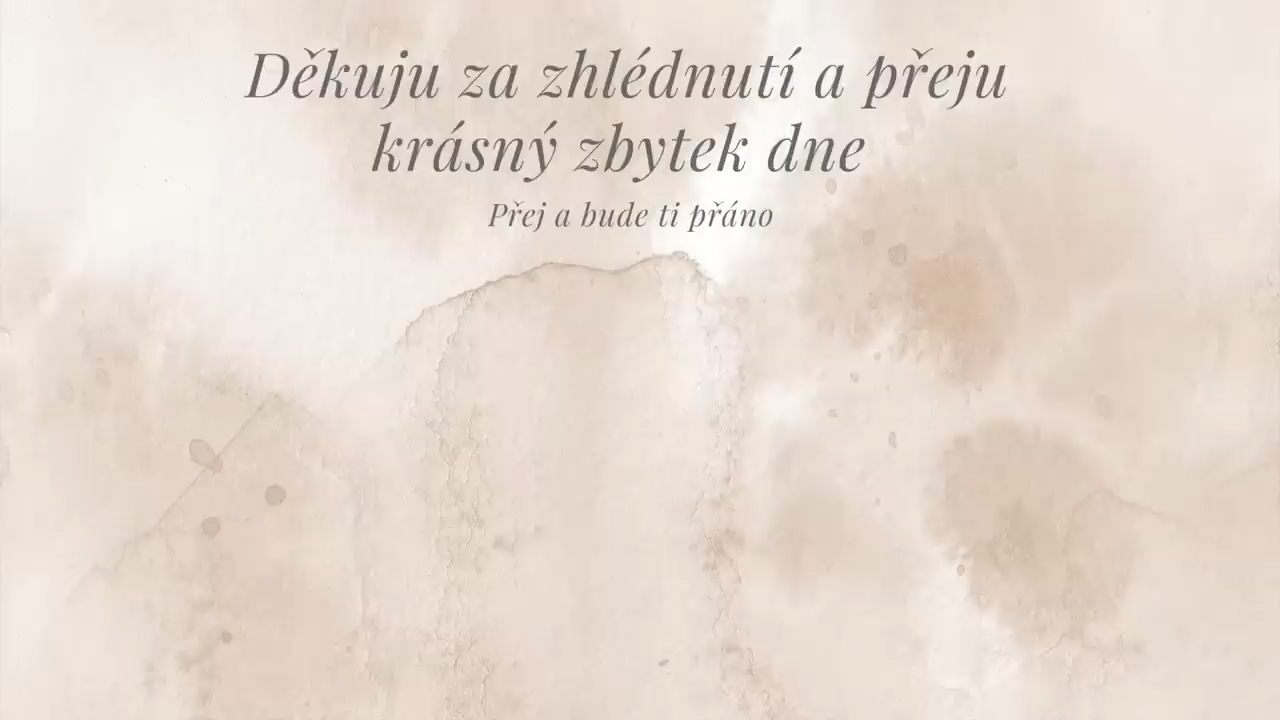 Děkuju za zhlédnutí a přeju
krásný zbytek dne
Přej a bude ti přáno